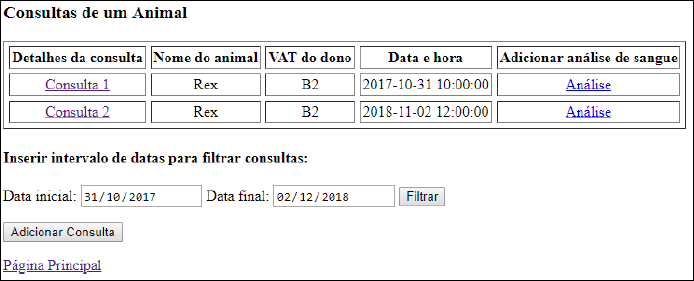 Consultas de um Animal
Detalhes da consulta Nome do animal VAT do dono Data e hora Adicionar análise de sangue
Consulta 1 Rex B2 2017-10-31 10:00:00 Análise
Consulta 2 Rex B2 2018-11-02 12:00:00 Análise
Inserir intervalo de datas para filtrar consultas:
Data inicial: 31/10/2017 Data final: 02/12/2018 Filtrar
Adicionar Consulta
Página Principal